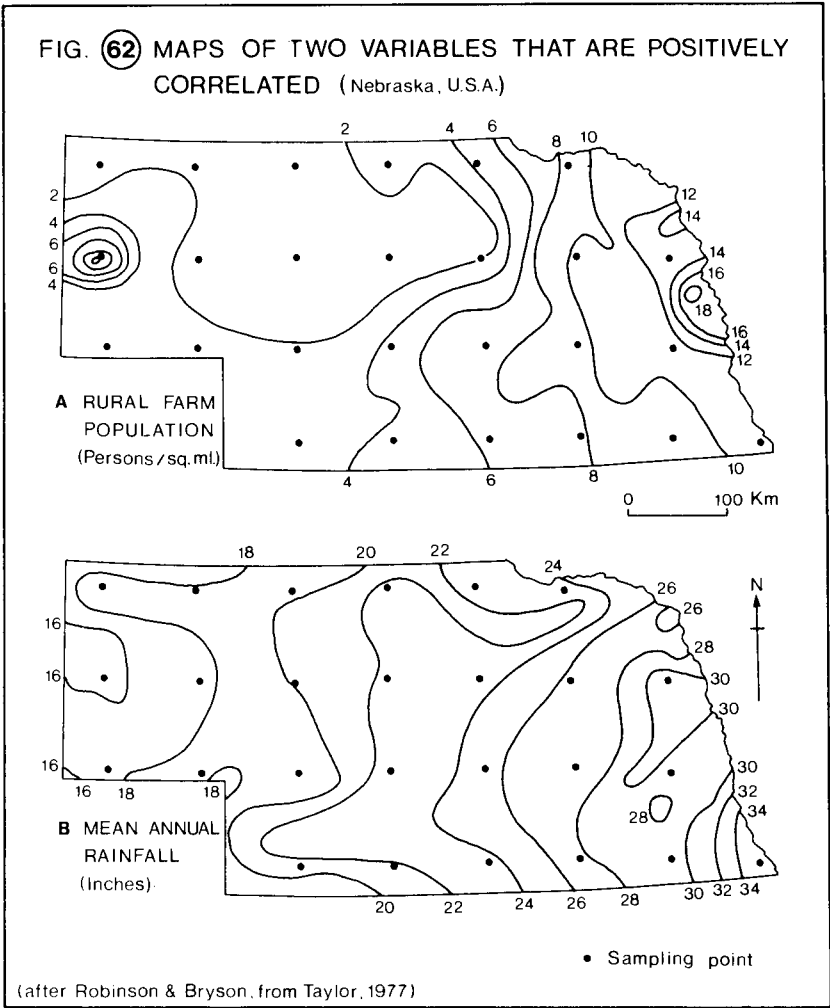 FIG. 62 MAPS OF TWO VARIABLES THAT ARE POSITIVELY
CORRELATED (Nebraska, U.S.A.)
2 4 6 8 10
12
14
14
16
18
16
14
12
2
4
6
6
4
A RURAL FARM
POPULATION
(Persons/sq. ml.)
4 6 8 10
0 100 Km
18 20 22 24
26
26
28
30
30
30
32
34
N
16
16
16
16 18 18
28
B MEAN ANNUAL
RAINFALL
(Inches)
20 22 24 26 28 30 32 34
• Sampling point
(after Robinson & Bryson, from Taylor, 1977)